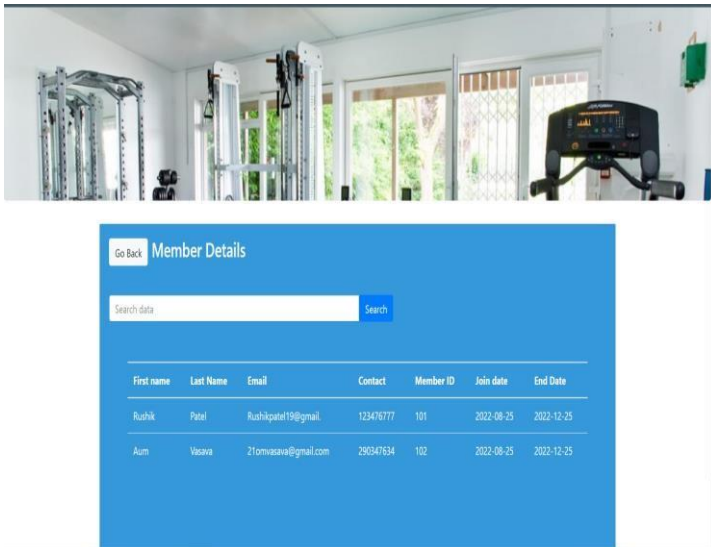 Go Back Member Details
Search data Search
First name Last Name Email Contact Member ID Join date End Date
Rushik Patel Rushikpatel19@gmail. 123476777 101 2022-08-25 2022-12-25
Aum Vasava 21omvasava@gmail.com 290347634 102 2022-08-25 2022-12-25